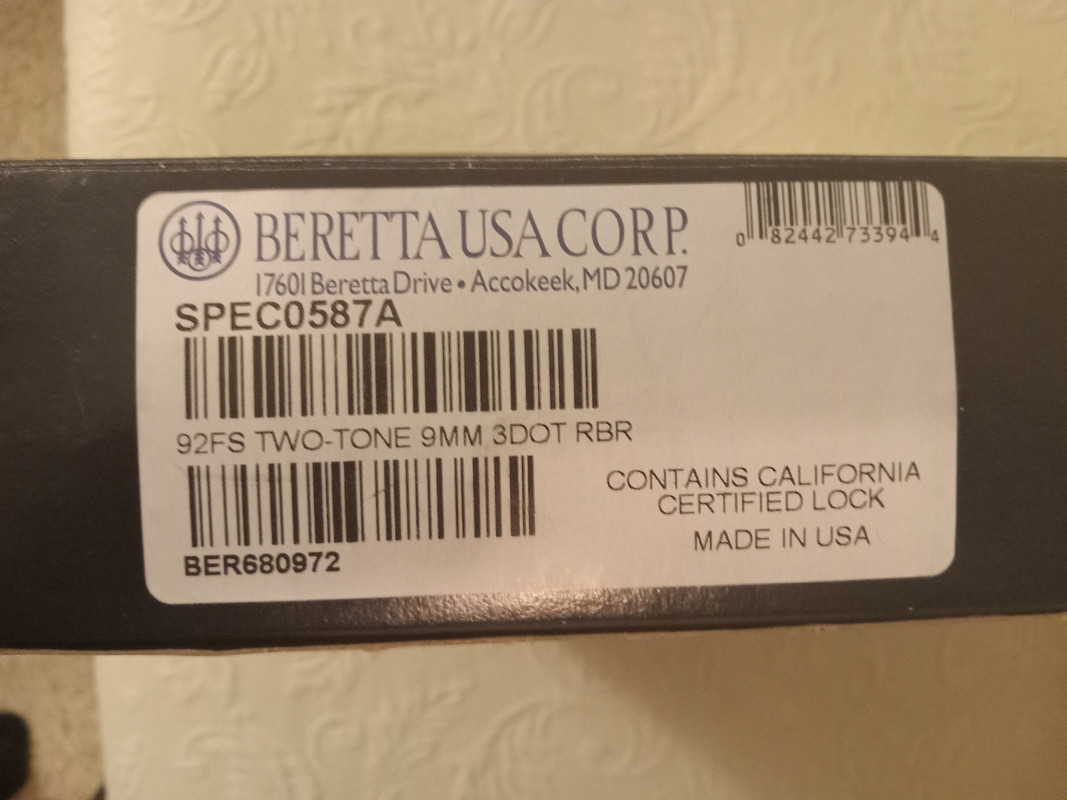 BERETTA USA CORP.
17601 Beretta Drive • Accokeek, MD 20607
0 82442 73394 4
SPEC0587A
92FS TWO-TONE 9MM 3DOT RBR
CONTAINS CALIFORNIA
CERTIFIED LOCK
MADE IN USA
BER680972